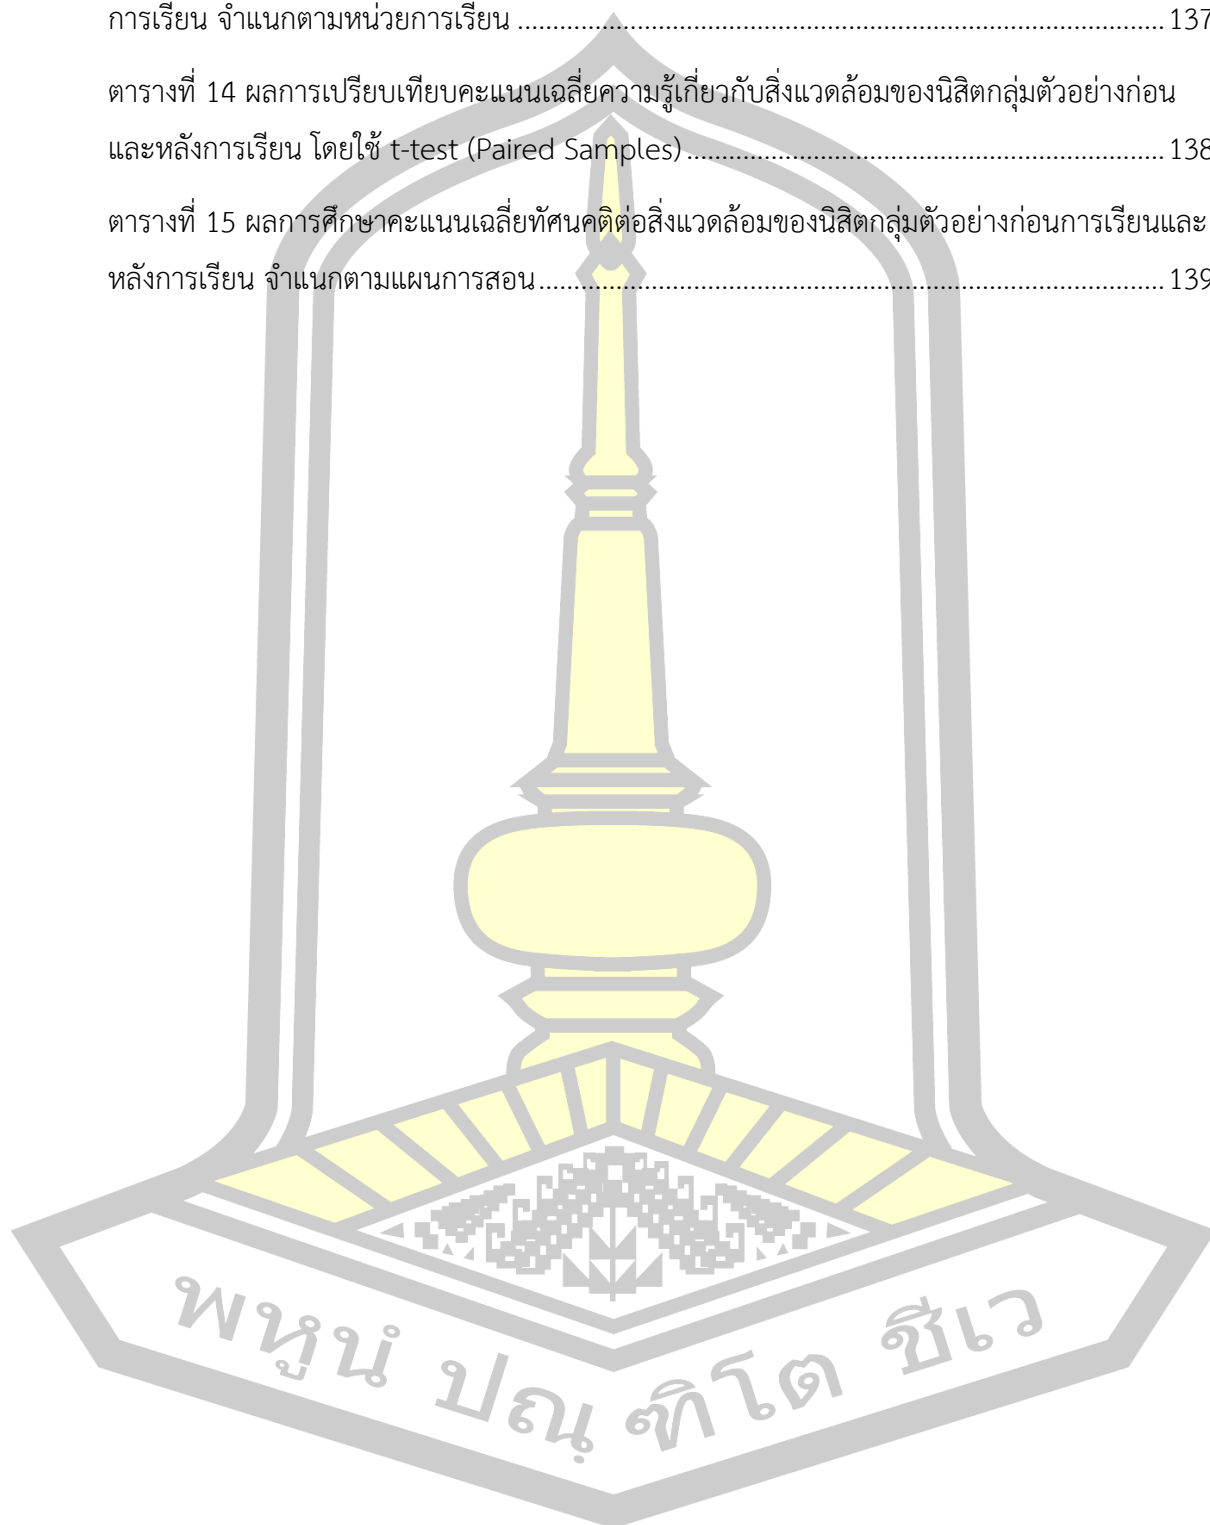 การเรียน จำแนกตามหน่วยการเรียน ........................................................................................... 137
ตารางที่ 14 ผลการเปรียบเทียบคะแนนเฉลี่ยความรู้เกี่ยวกับสิ่งแวดล้อมของนิสิตกลุ่มตัวอย่างก่อน
และหลังการเรียน โดยใช้ t-test (Paired Samples) ................................................................... 138
ตารางที่ 15 ผลการศึกษาคะแนนเฉลี่ยทัศนคติต่อสิ่งแวดล้อมของนิสิตกลุ่มตัวอย่างก่อนการเรียนและ
หลังการเรียน จำแนกตามแผนการสอน ........................................................................................ 139
พหูนํ ปณฺฑิโต ชีเว